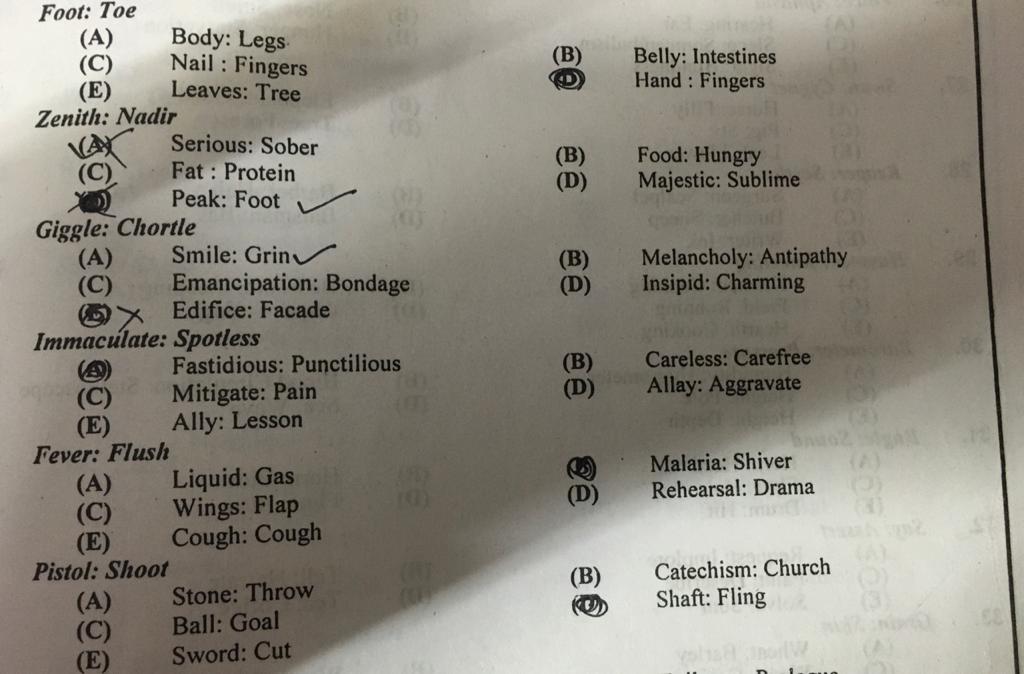 Foot: Toe
(A) Body: Legs
(B) Belly: Intestines
(C) Nail : Fingers
(D) Hand : Fingers
(E) Leaves: Tree
Zenith: Nadir
(A) Serious: Sober
(B) Food: Hungry
(C) Fat : Protein
(D) Majestic: Sublime
Peak: Foot
Giggle: Chortle
(A) Smile: Grin
(B) Melancholy: Antipathy
(C) Emancipation: Bondage
(D) Insipid: Charming
(E) Edifice: Facade
Immaculate: Spotless
(A) Fastidious: Punctilious
(B) Careless: Carefree
(C) Mitigate: Pain
(D) Allay: Aggravate
(E) Ally: Lesson
Fever: Flush
(A) Liquid: Gas
(B) Malaria: Shiver
(C) Wings: Flap
(D) Rehearsal: Drama
(E) Cough: Cough
Pistol: Shoot
(A) Stone: Throw
(B) Catechism: Church
(C) Ball: Goal
(D) Shaft: Fling
(E) Sword: Cut